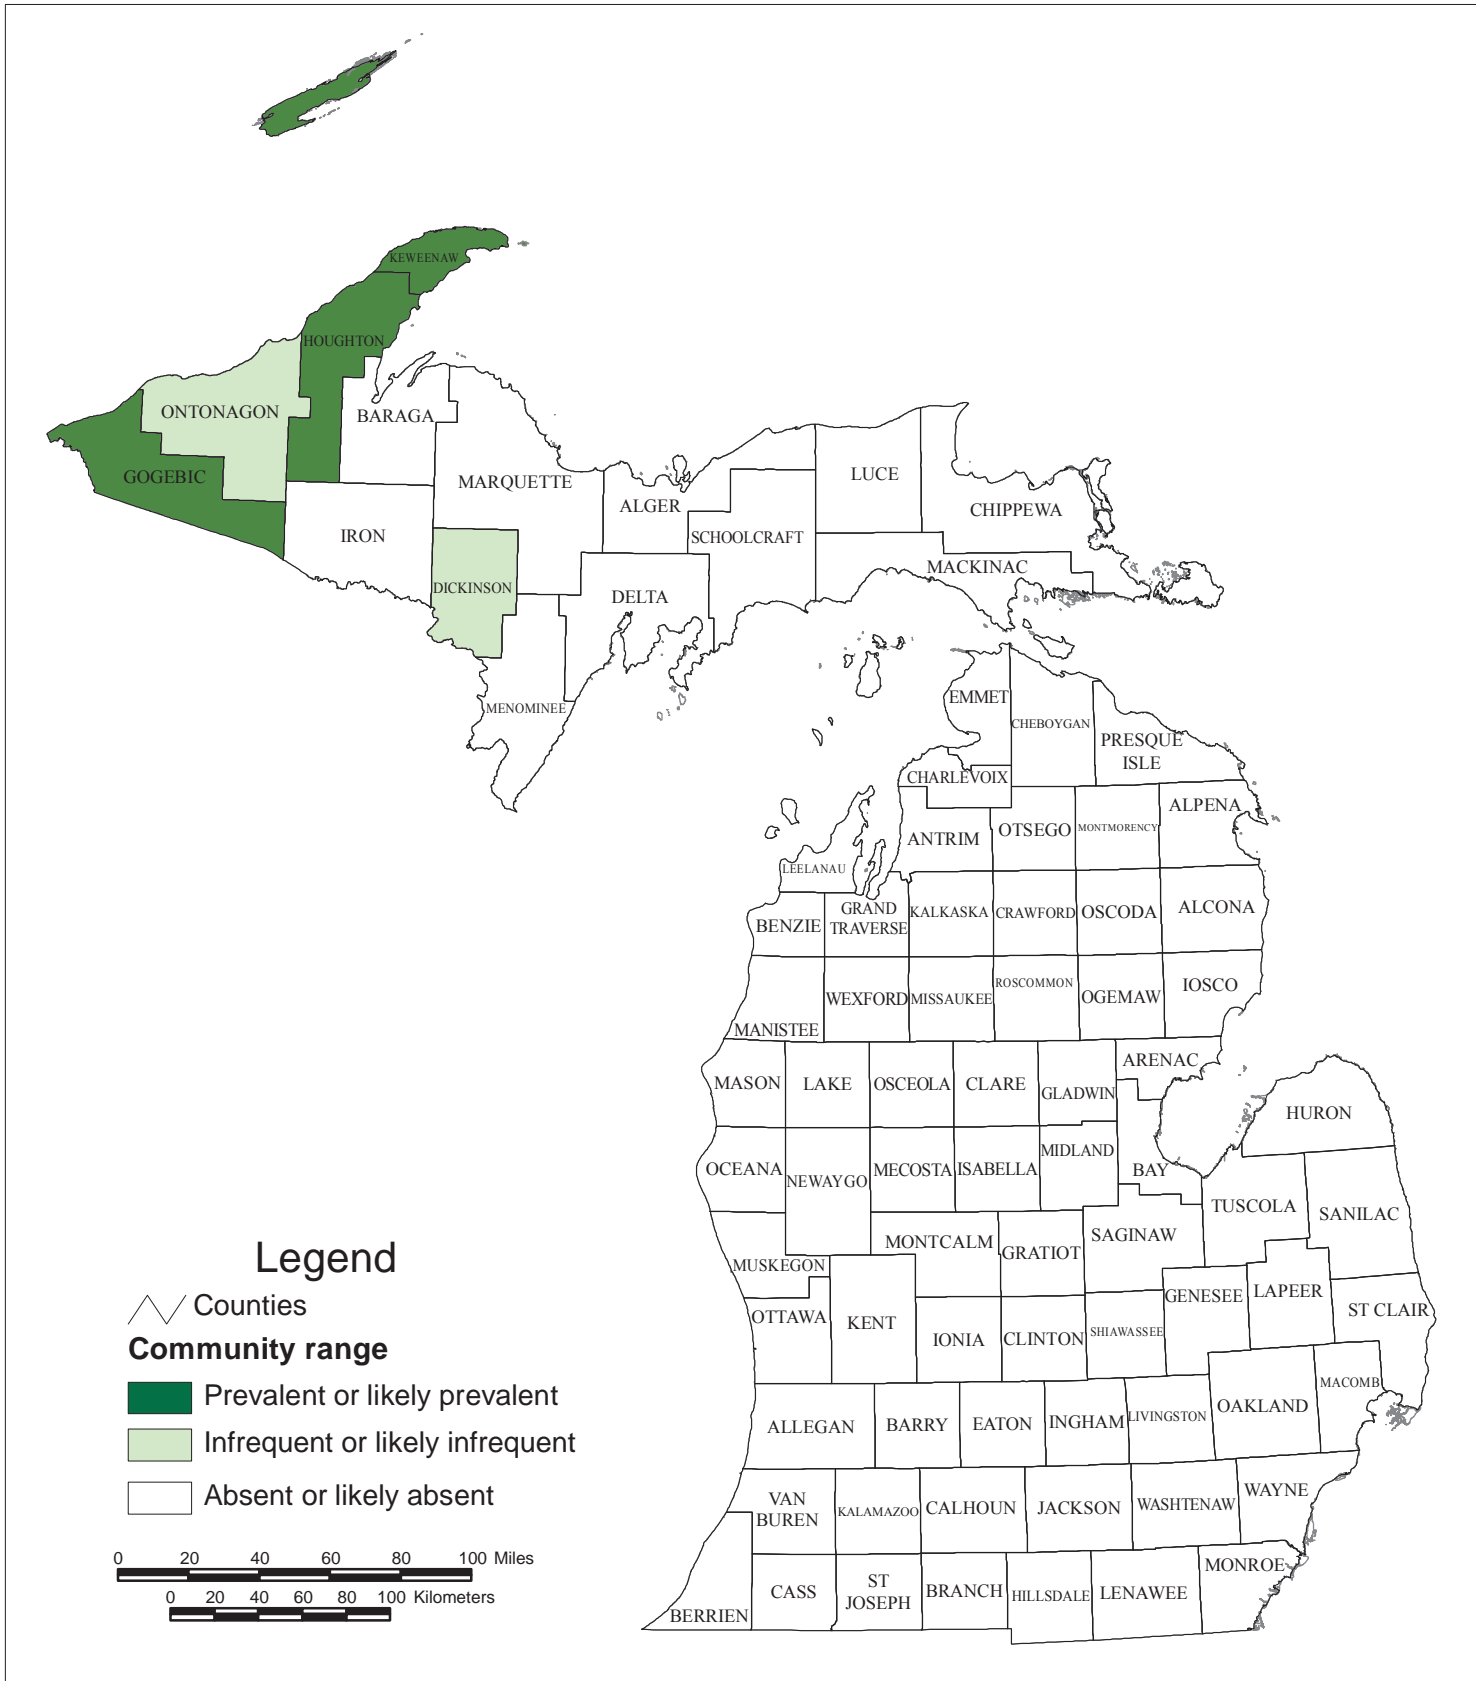 KEWEENAW
HOUGHTON
ONTONAGON
BARAGA
GOGEBIC
MARQUETTE
LUCE
ALGER
CHIPPEWA
IRON
SCHOOLCRAFT
MACKINAC
DICKINSON
DELTA
MENOMINEE
EMMET
CHEBOYGAN
PRESQUE
ISLE
CHARLEVOIX
ALPENA
ANTRIM
OTSEGO
MONTMORENCY
LEELANAU
BENZIE
GRAND
TRAVERSE
KALKASKA
CRAWFORD
OSCODA
ALCONA
MANISTEE
WEXFORD
MISSAUKEE
ROSCOMMON
OGEMAW
IOSCO
ARENAC
MASON
LAKE
OSCEOLA
CLARE
GLADWIN
HURON
OCEANA
NEWAYGO
MECOSTA
ISABELLA
MIDLAND
BAY
TUSCOLA
SANILAC
MUSKEGON
MONTCALM
GRATIOT
SAGINAW
GENESEE
LAPEER
ST CLAIR
OTTAWA
KENT
IONIA
CLINTON
SHIAWASSEE
MACOMB
OAKLAND
ALLEGAN
BARRY
EATON
INGHAM
LIVINGSTON
VAN
BUREN
KALAMAZOO
CALHOUN
JACKSON
WASHTENAW
WAYNE
BERRIEN
CASS
ST
JOSEPH
BRANCH
HILLSDALE
LENAWEE
MONROE
Legend
Counties
Community range
Prevalent or likely prevalent
Infrequent or likely infrequent
Absent or likely absent
0 20 40 60 80 100 Miles
0 20 40 60 80 100 Kilometers